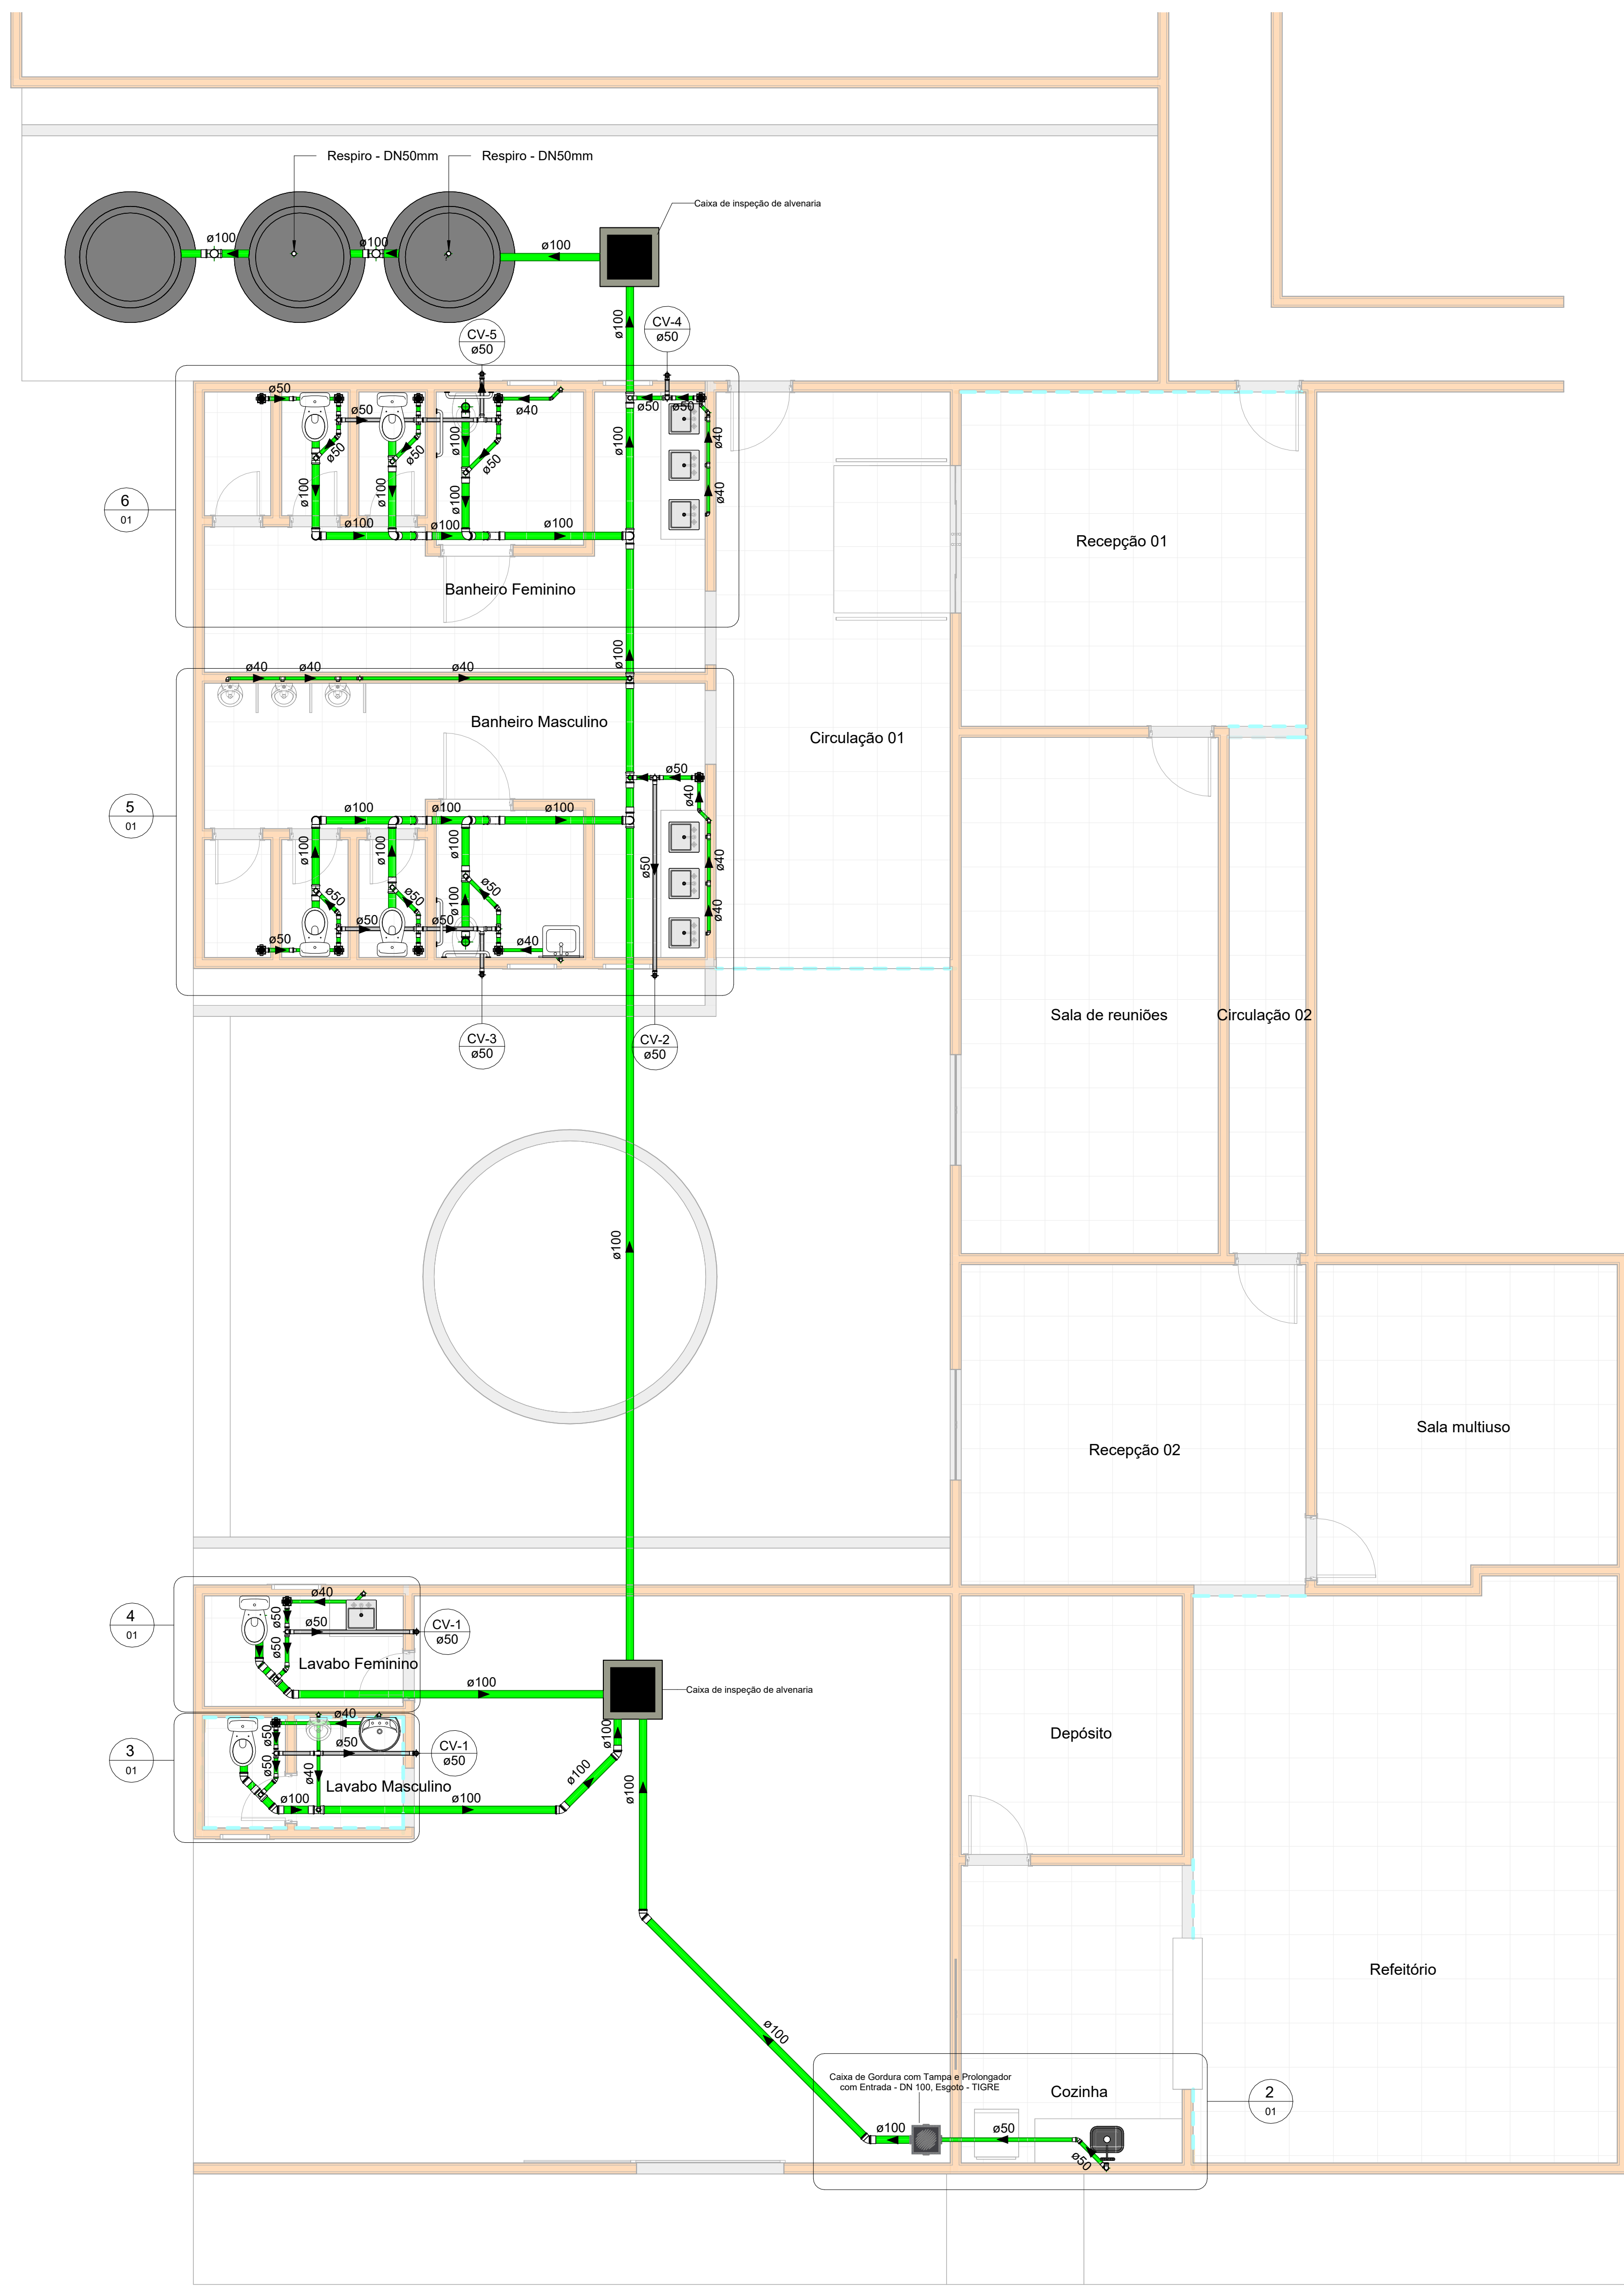 Respiro - DN50mm
Respiro - DN50mm
Caixa de inspeção de alvenaria
ø100
ø100
ø100
ø100
CV-5
ø50
CV-4
ø50
ø50
ø50
ø40
ø50
ø50
ø40
ø50
ø50
ø50
ø100
ø100
ø40
ø100
ø100
ø100
ø40
6
01
ø100
ø100
ø100
Recepção 01
Banheiro Feminino
ø100
ø40
ø40
ø40
Banheiro Masculino
Circulação 01
ø50
ø40
5
01
ø100
ø100
ø100
ø100
ø100
ø100
ø40
ø50
ø50
ø50
ø50
ø100
ø40
ø50
ø50
ø50
ø40
Sala de reuniões
Circulação 02
CV-3
ø50
CV-2
ø50
ø100
Sala multiuso
Recepção 02
4
01
ø40
ø50
ø50
ø50
CV-1
ø50
Lavabo Feminino
ø100
Caixa de inspeção de alvenaria
3
01
ø40
ø50
ø50
ø50
ø40
CV-1
ø50
Lavabo Masculino
ø100
ø100
ø100
ø100
ø100
Depósito
Refeitório
ø100
Caixa de Gordura com Tampa e Prolongador
com Entrada - DN 100, Esgoto - TIGRE
Cozinha
2
01
ø100
ø50
ø50